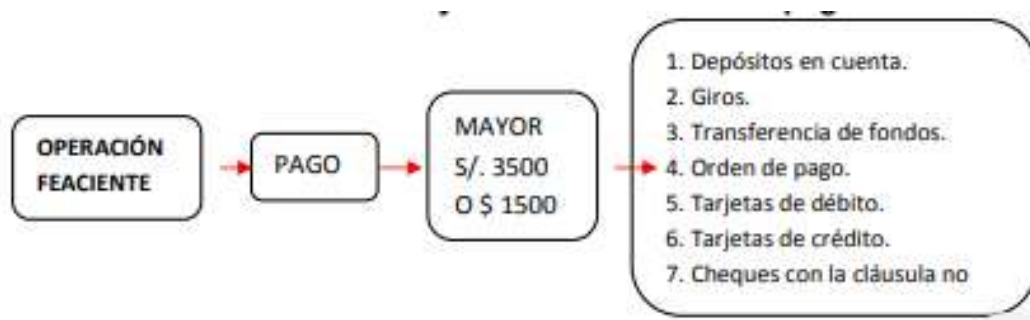 OPERACIÓN
FEACIENTE
PAGO
MAYOR
S/. 3500
O $ 1500
1. Depósitos en cuenta.
2. Giros.
3. Transferencia de fondos.
4. Orden de pago.
5. Tarjetas de débito.
6. Tarjetas de crédito.
7. Cheques con la cláusula no